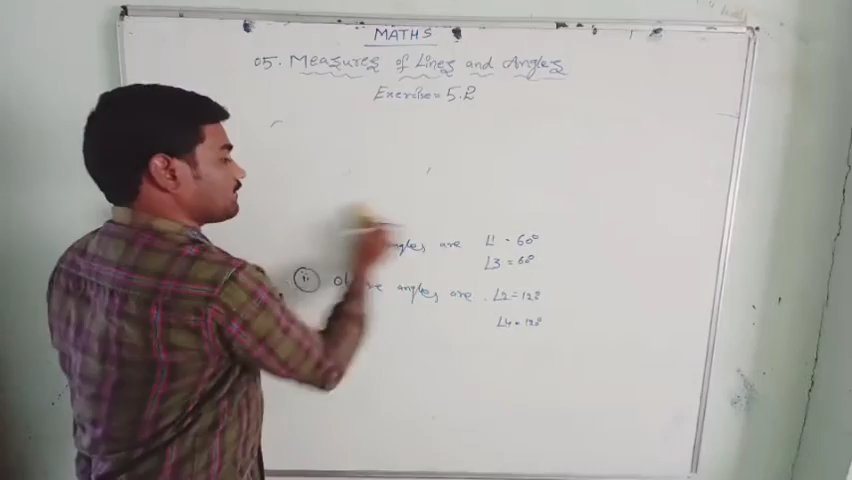 MATHS
05. Measures of Lines and Angles
Exercise = 5.2
angles are ∠1 = 60°
∠3 = 60°
(ii) angles are . ∠2 = 120
∠4 = 120